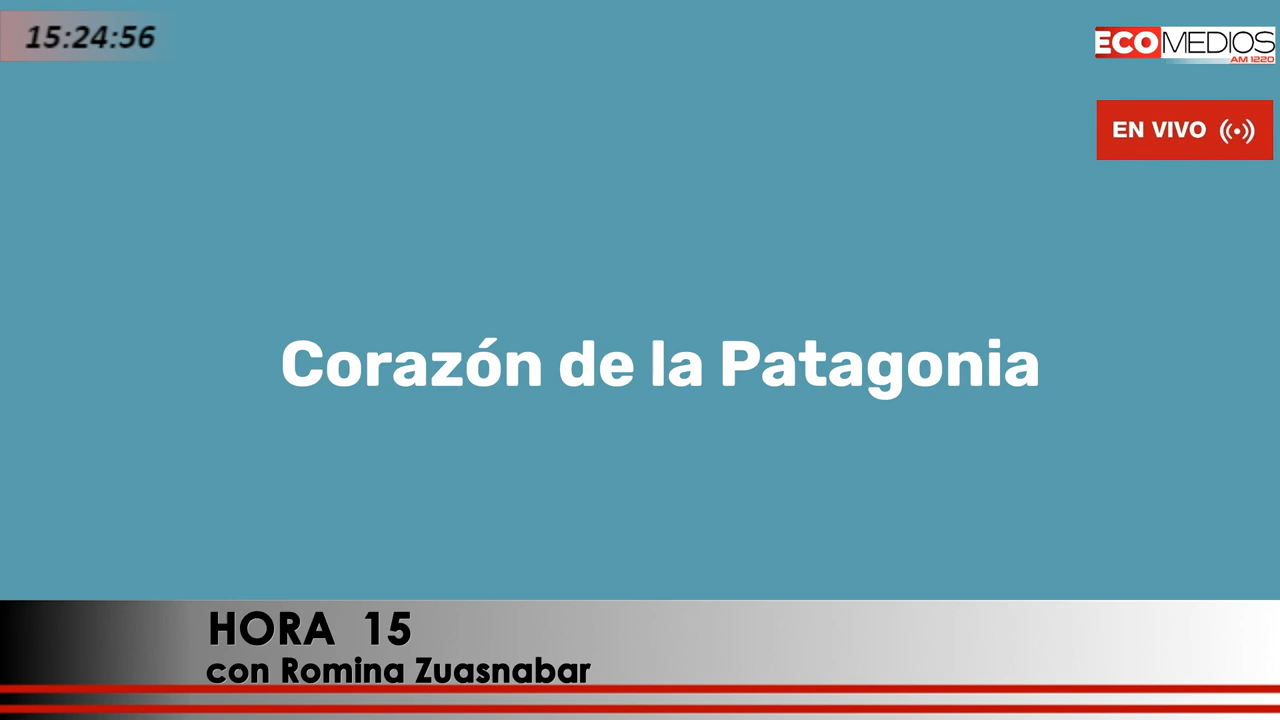 15:24:56
ECOMEDIOS
AM 1220
EN VIVO
Corazón de la Patagonia
HORA 15
con Romina Zuasnabar